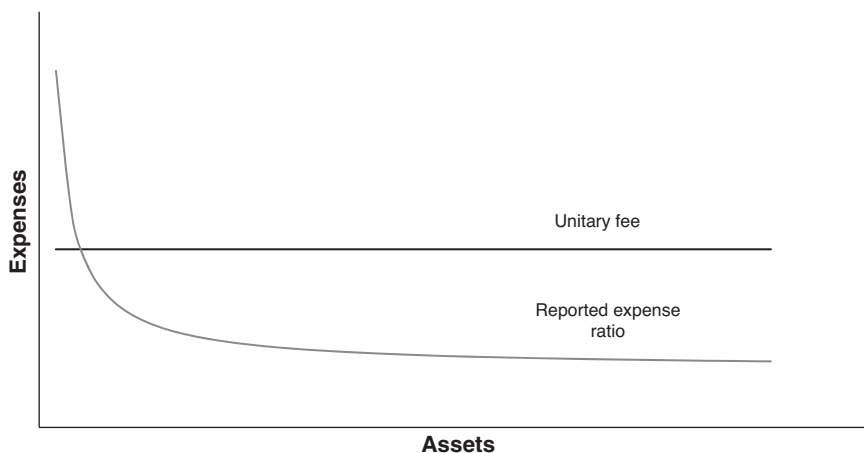 Expenses
Unitary fee
Reported expense
ratio
Assets